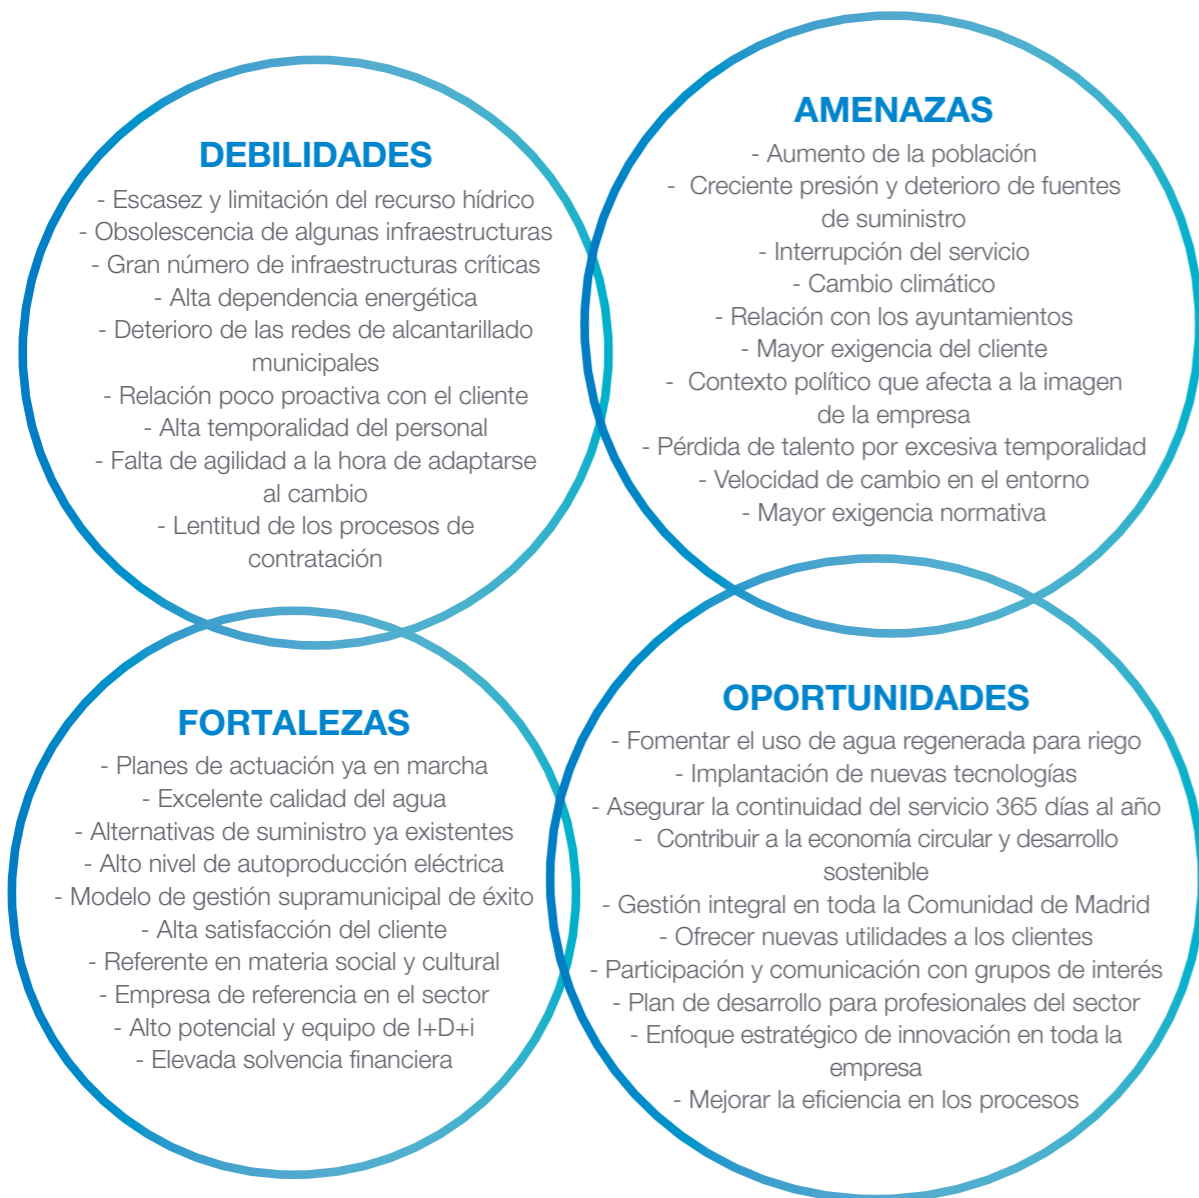 DEBILIDADES
- Escasez y limitación del recurso hídrico
- Obsolescencia de algunas infraestructuras
- Gran número de infraestructuras críticas
- Alta dependencia energética
- Deterioro de las redes de alcantarillado
municipales
- Relación poco proactiva con el cliente
- Alta temporalidad del personal
- Falta de agilidad a la hora de adaptarse
al cambio
- Lentitud de los procesos de
contratación
AMENAZAS
- Aumento de la población
- Creciente presión y deterioro de fuentes
de suministro
- Interrupción del servicio
- Cambio climático
- Relación con los ayuntamientos
- Mayor exigencia del cliente
- Contexto político que afecta a la imagen
de la empresa
- Pérdida de talento por excesiva temporalidad
- Velocidad de cambio en el entorno
- Mayor exigencia normativa
FORTALEZAS
- Planes de actuación ya en marcha
- Excelente calidad del agua
- Alternativas de suministro ya existentes
- Alto nivel de autoproducción eléctrica
- Modelo de gestión supramunicipal de éxito
- Alta satisfacción del cliente
- Referente en materia social y cultural
- Empresa de referencia en el sector
- Alto potencial y equipo de I+D+i
- Elevada solvencia financiera
OPORTUNIDADES
- Fomentar el uso de agua regenerada para riego
- Implantación de nuevas tecnologías
- Asegurar la continuidad del servicio 365 días al año
- Contribuir a la economía circular y desarrollo
sostenible
- Gestión integral en toda la Comunidad de Madrid
- Ofrecer nuevas utilidades a los clientes
- Participación y comunicación con grupos de interés
- Plan de desarrollo para profesionales del sector
- Enfoque estratégico de innovación en toda la
empresa
- Mejorar la eficiencia en los procesos